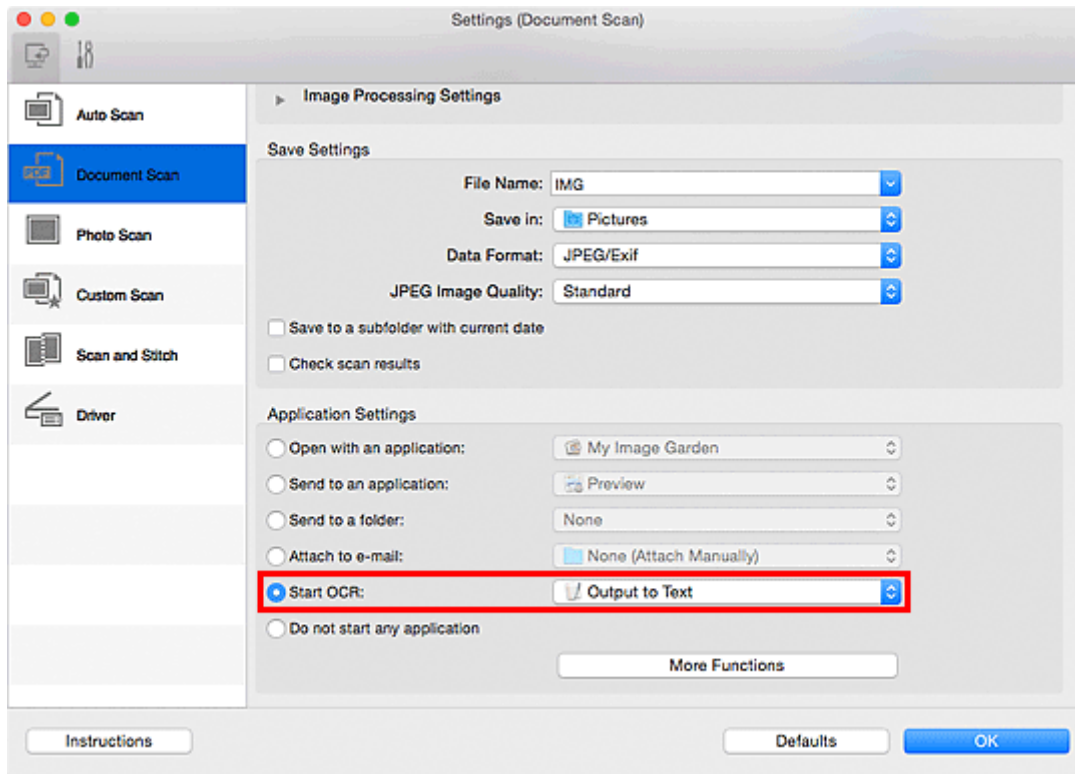 Settings (Document Scan)
Auto Scan
PDF
Document Scan
Photo Scan
Custom Scan
Scan and Stitch
Driver
Image Processing Settings
Save Settings
File Name: IMG
Save in: Pictures
Data Format: JPEG/Exif
JPEG Image Quality: Standard
Save to a subfolder with current date
Check scan results
Application Settings
Open with an application: My Image Garden
Send to an application: Preview
Send to a folder: None
Attach to e-mail: None (Attach Manually)
Start OCR: Output to Text
Do not start any application
More Functions
Instructions Defaults OK